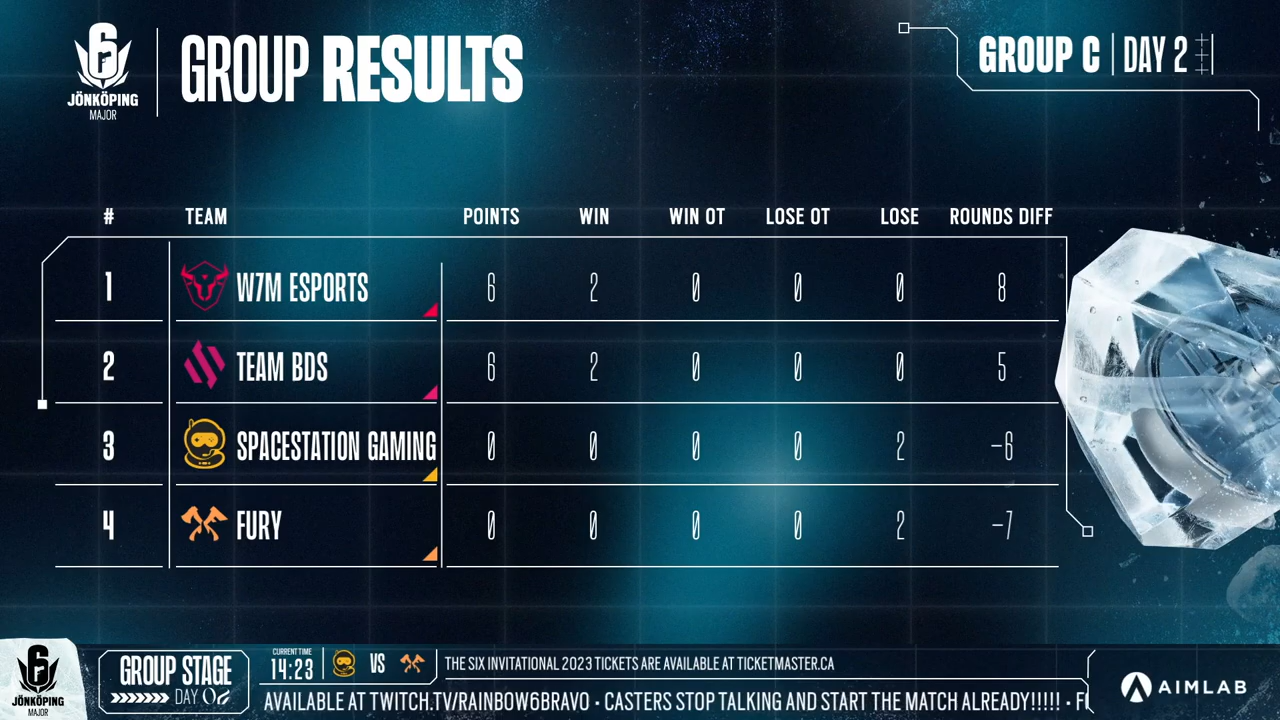 JÖNKÖPING
MAJOR
GROUP RESULTS
GROUP C | DAY 2
# TEAM POINTS WIN WIN OT LOSE OT LOSE ROUNDS DIFF
1 W7M ESPORTS 6 2 0 0 0 8
2 TEAM BDS 6 2 0 0 0 5
3 SPACESTATION GAMING 0 0 0 0 2 -6
4 FURY 0 0 0 0 2 -7
JÖNKÖPING
MAJOR
GROUP STAGE
DAY 02
CURRENT TIME
14:23
VS
THE SIX INVITATIONAL 2023 TICKETS ARE AVAILABLE AT TICKETMASTER.CA
AVAILABLE AT TWITCH.TV/RAINBOW6BRAVO • CASTERS STOP TALKING AND START THE MATCH ALREADY!!!!! •
AIMLAB